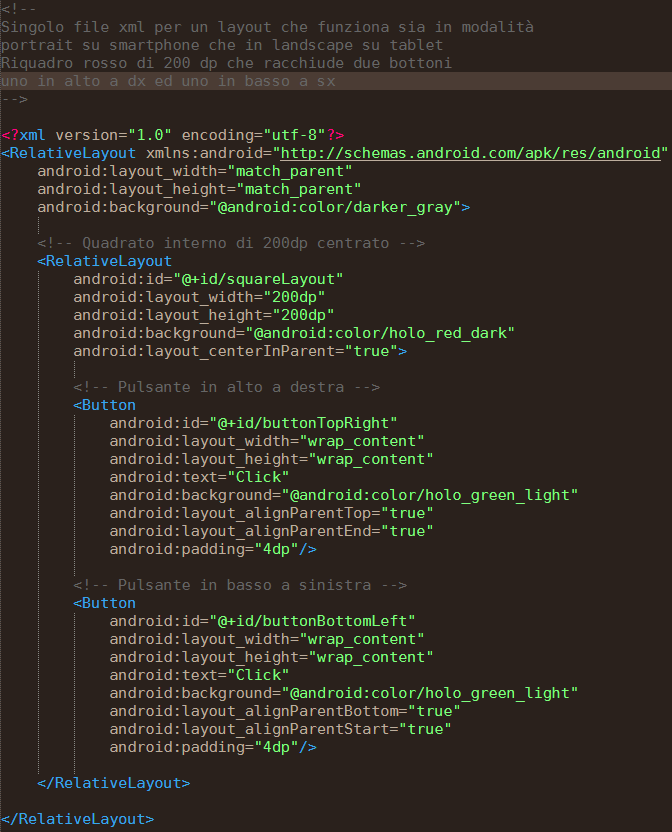 <!--
Singolo file xml per un layout che funziona sia in modalità
portrait su smartphone che in landscape su tablet
Riquadro rosso di 200 dp che racchiude due bottoni
uno in alto a dx ed uno in basso a sx
-->
<?xml version="1.0" encoding="utf-8"?>
<RelativeLayout xmlns:android="http://schemas.android.com/apk/res/android"
android:layout_width="match_parent"
android:layout_height="match_parent"
android:background="@android:color/darker_gray">
<!-- Quadrato interno di 200dp centrato -->
<RelativeLayout
android:id="@+id/squareLayout"
android:layout_width="200dp"
android:layout_height="200dp"
android:background="@android:color/holo_red_dark"
android:layout_centerInParent="true">
<!-- Pulsante in alto a destra -->
<Button
android:id="@+id/buttonTopRight"
android:layout_width="wrap_content"
android:layout_height="wrap_content"
android:text="Click"
android:background="@android:color/holo_green_light"
android:layout_alignParentTop="true"
android:layout_alignParentEnd="true"
android:padding="4dp"/>
<!-- Pulsante in basso a sinistra -->
<Button
android:id="@+id/buttonBottomLeft"
android:layout_width="wrap_content"
android:layout_height="wrap_content"
android:text="Click"
android:background="@android:color/holo_green_light"
android:layout_alignParentBottom="true"
android:layout_alignParentStart="true"
android:padding="4dp"/>
</RelativeLayout>
</RelativeLayout>